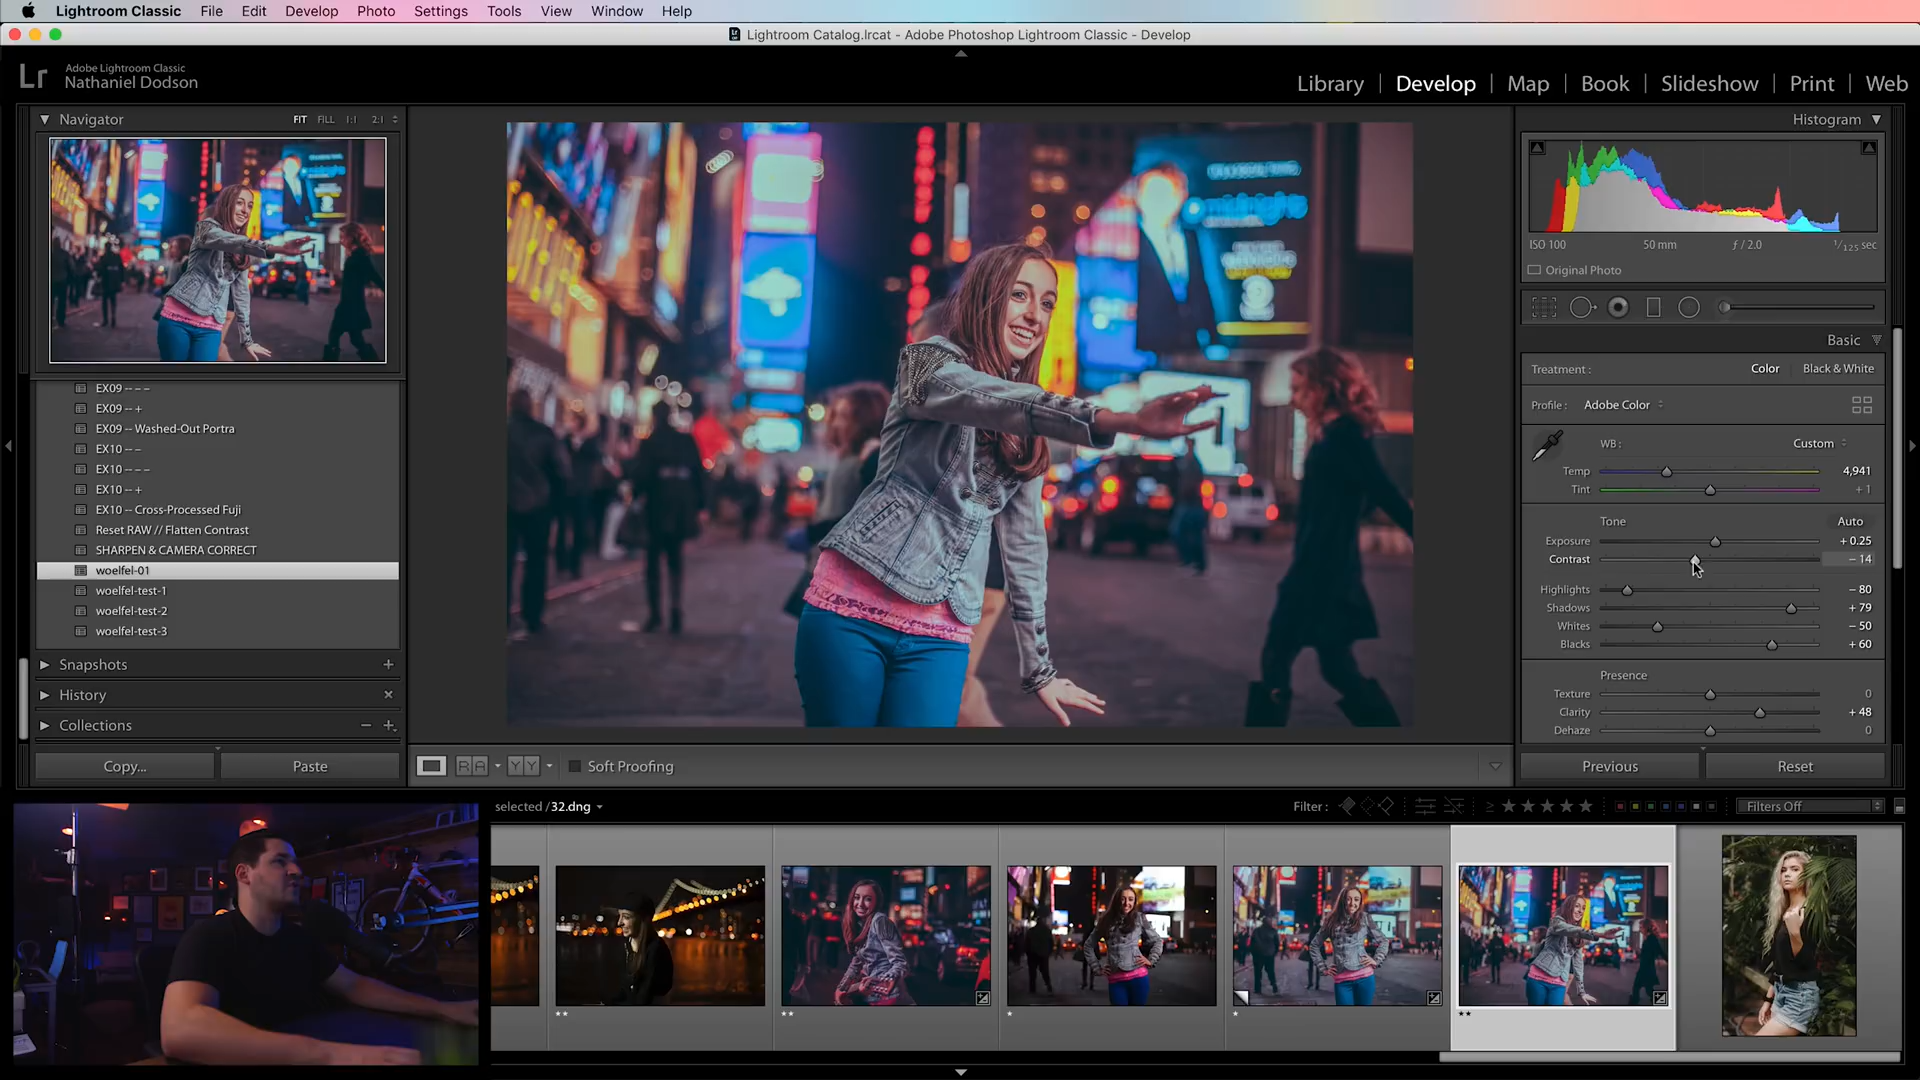 Lightroom Classic File Edit Develop Photo Settings Tools View Window Help
Lightroom Catalog.lrcat - Adobe Photoshop Lightroom Classic - Develop
Lr
Adobe Lightroom Classic
Nathaniel Dodson
Library | Develop | Map | Book | Slideshow | Print | Web
Navigator FIT FILL 1:1 2:1
EX09 -- – –
EX09 -- +
EX09 -- Washed-Out Portra
EX10 -- –
EX10 -- – –
EX10 -- +
EX10 -- Cross-Processed Fuji
Reset RAW // Flatten Contrast
SHARPEN & CAMERA CORRECT
woelfel-01
woelfel-test-1
woelfel-test-2
woelfel-test-3
Snapshots
History
Collections
Copy... Paste
Soft Proofing
Histogram
ISO 100 50 mm ƒ / 2.0 1/125 sec
Original Photo
Basic
Treatment : Color Black & White
Profile : Adobe Color
WB : Custom
Temp 4,941
Tint + 1
Tone Auto
Exposure + 0.25
Contrast – 14
Highlights – 80
Shadows + 79
Whites – 50
Blacks + 60
Presence
Texture 0
Clarity + 48
Dehaze 0
Previous Reset
selected / 32.dng
Filter : Filters Off